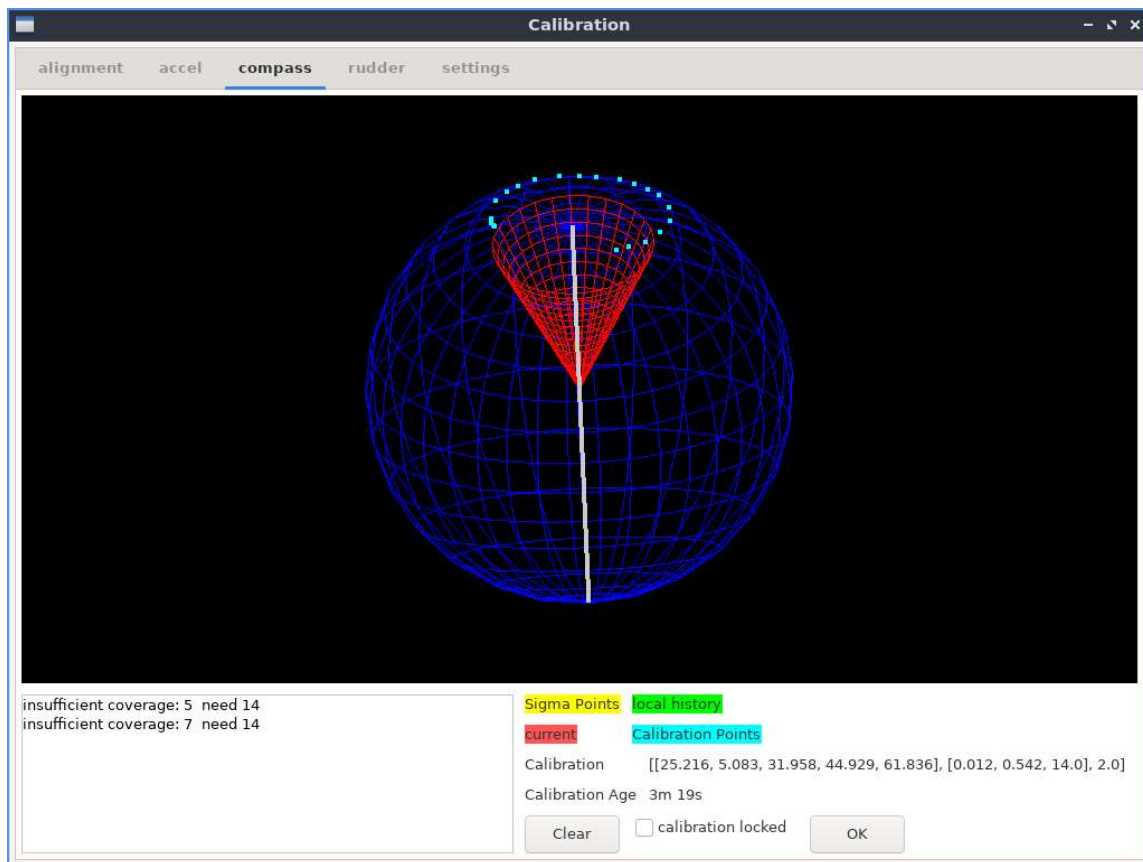 Calibration
alignment accel compass rudder settings
insufficient coverage: 5 need 14
insufficient coverage: 7 need 14
Sigma Points local history
current Calibration Points
Calibration [[25.216, 5.083, 31.958, 44.929, 61.836], [0.012, 0.542, 14.0], 2.0]
Calibration Age 3m 19s
Clear calibration locked OK